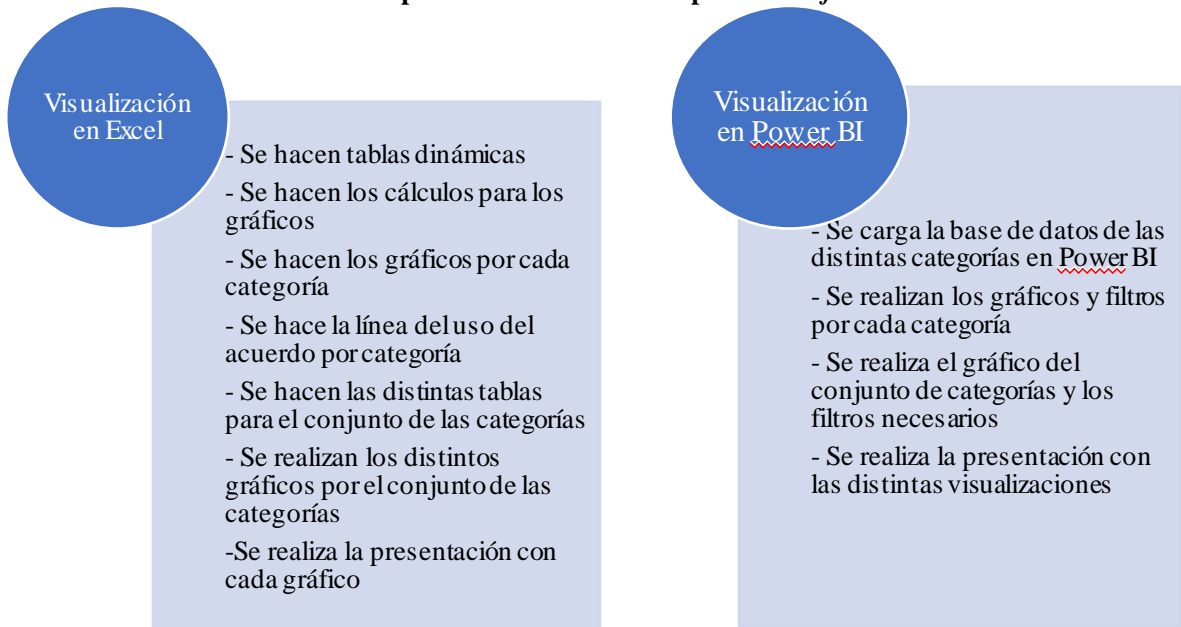 Visualización
en Excel
- Se hacen tablas dinámicas
- Se hacen los cálculos para los
gráficos
- Se hacen los gráficos por cada
categoría
- Se hace la línea del uso del
acuerdo por categoría
- Se hacen las distintas tablas
para el conjunto de las categorías
- Se realizan los distintos
gráficos por el conjunto de las
categorías
-Se realiza la presentación con
cada gráfico
Visualización
en Power BI
- Se carga la base de datos de las
distintas categorías en Power BI
- Se realizan los gráficos y filtros
por cada categoría
- Se realiza el gráfico del
conjunto de categorías y los
filtros necesarios
- Se realiza la presentación con
las distintas visualizaciones